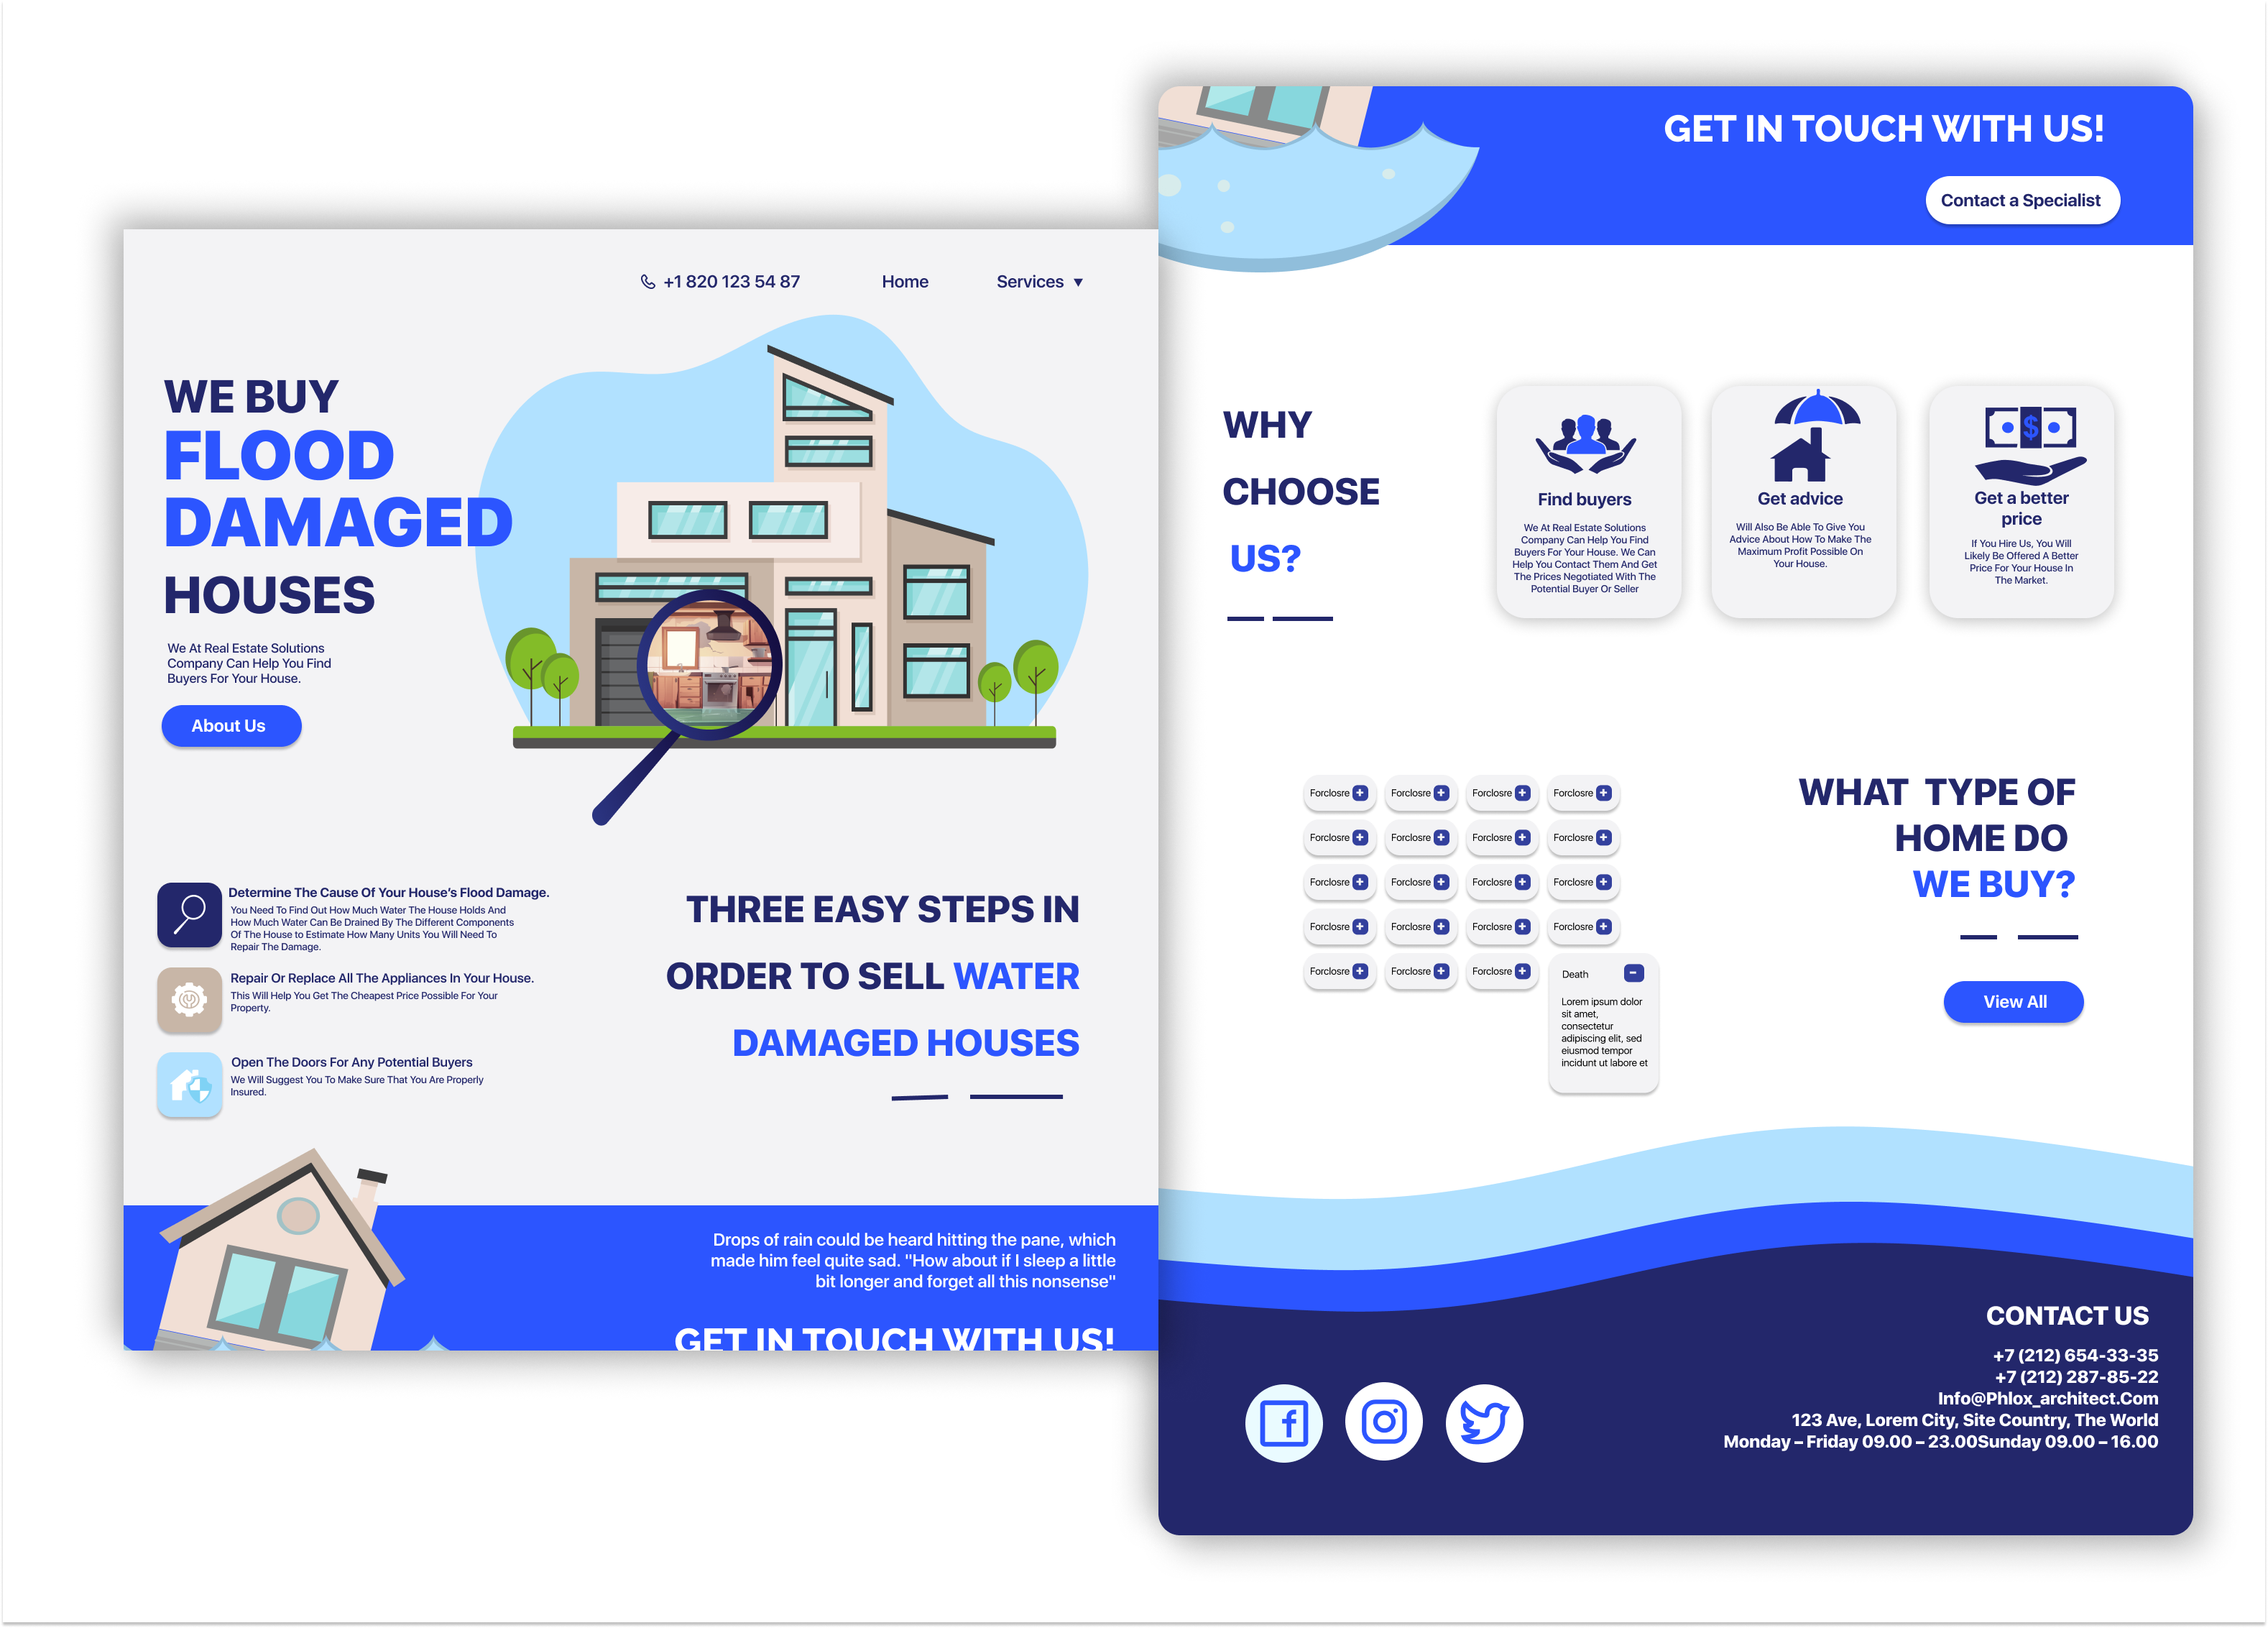 +1 820 123 54 87
Home
Services
WE BUY
FLOOD
DAMAGED
HOUSES
We At Real Estate Solutions
Company Can Help You Find
Buyers For Your House.
About Us
Determine The Cause Of Your House's Flood Damage.
You Need To Find Out How Much Water The House Holds And
How Much Water Can Be Drained By The Different Components
Of The House to Estimate How Many Units You Will Need To
Repair The Damage.
Repair Or Replace All The Appliances In Your House.
This Will Help You Get The Cheapest Price Possible For Your
Property.
Open The Doors For Any Potential Buyers
We Will Suggest You To Make Sure That You Are Properly
Insured.
THREE EASY STEPS IN
ORDER TO SELL WATER
DAMAGED HOUSES
Drops of rain could be heard hitting the pane, which
made him feel quite sad. "How about if I sleep a little
bit longer and forget all this nonsense"
GET IN TOUCH WITH US!
GET IN TOUCH WITH US!
Contact a Specialist
WHY
CHOOSE
US?
Find buyers
We At Real Estate Solutions
Company Can Help You Find
Buyers For Your House. We Can
Help You Contact Them And Get
The Prices Negotiated With The
Potential Buyer Or Seller
Get advice
Will Also Be Able To Give You
Advice About How To Make The
Maximum Profit Possible On
Your House.
$
Get a better
price
If You Hire Us, You Will
Likely Be Offered A Better
Price For Your House In
The Market.
Forclosre + Forclosre + Forclosre + Forclosre +
Forclosre + Forclosre + Forclosre + Forclosre +
Forclosre + Forclosre + Forclosre + Forclosre +
Forclosre + Forclosre + Forclosre + Forclosre +
Forclosre + Forclosre + Forclosre +
Death −
Lorem ipsum dolor
sit amet,
consectetur
adipiscing elit, sed
eiusmod tempor
incidunt ut labore et
WHAT TYPE OF
HOME DO
WE BUY?
View All
CONTACT US
+7 (212) 654-33-35
+7 (212) 287-85-22
Info@Phlox_architect.Com
123 Ave, Lorem City, Site Country, The World
Monday – Friday 09.00 – 23.00Sunday 09.00 – 16.00